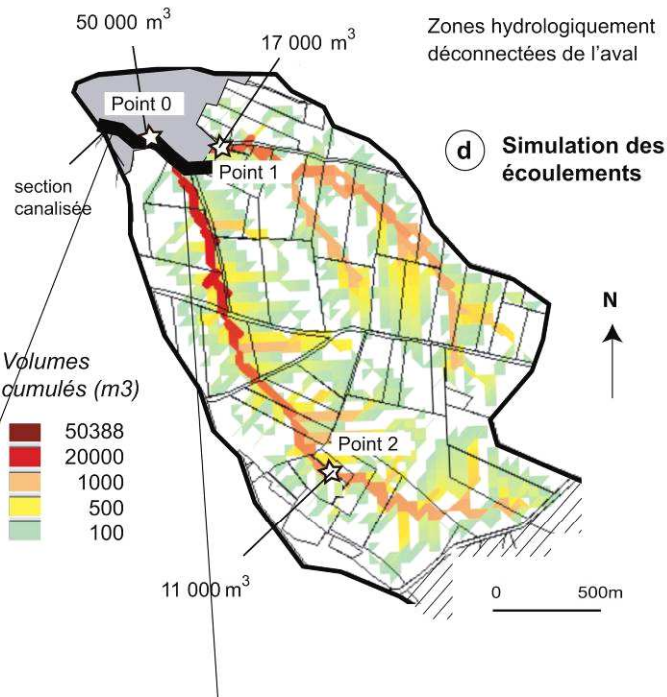 50 000 m³
17 000 m³
Zones hydrologiquement
déconnectées de l'aval
Point 0
d Simulation des
écoulements
Point 1
section
canalisée
N
Volumes
cumulés (m3)
50388
20000
1000
500
100
Point 2
11 000 m³
0 500m